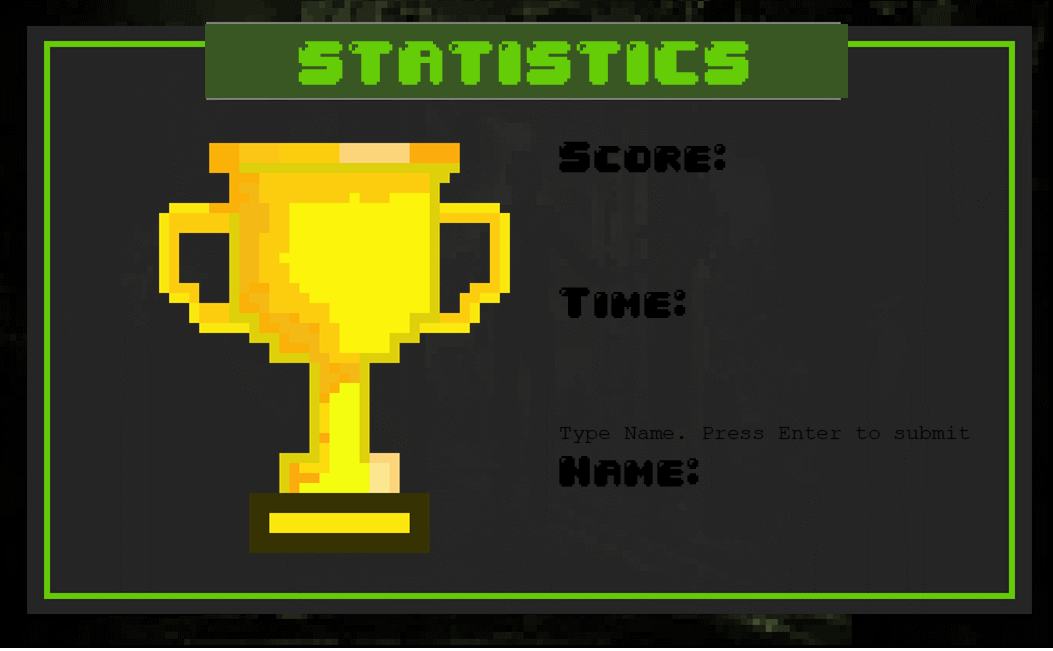 STATISTICS
SCORE:
TIME:
Type Name. Press Enter to submit
NAME: